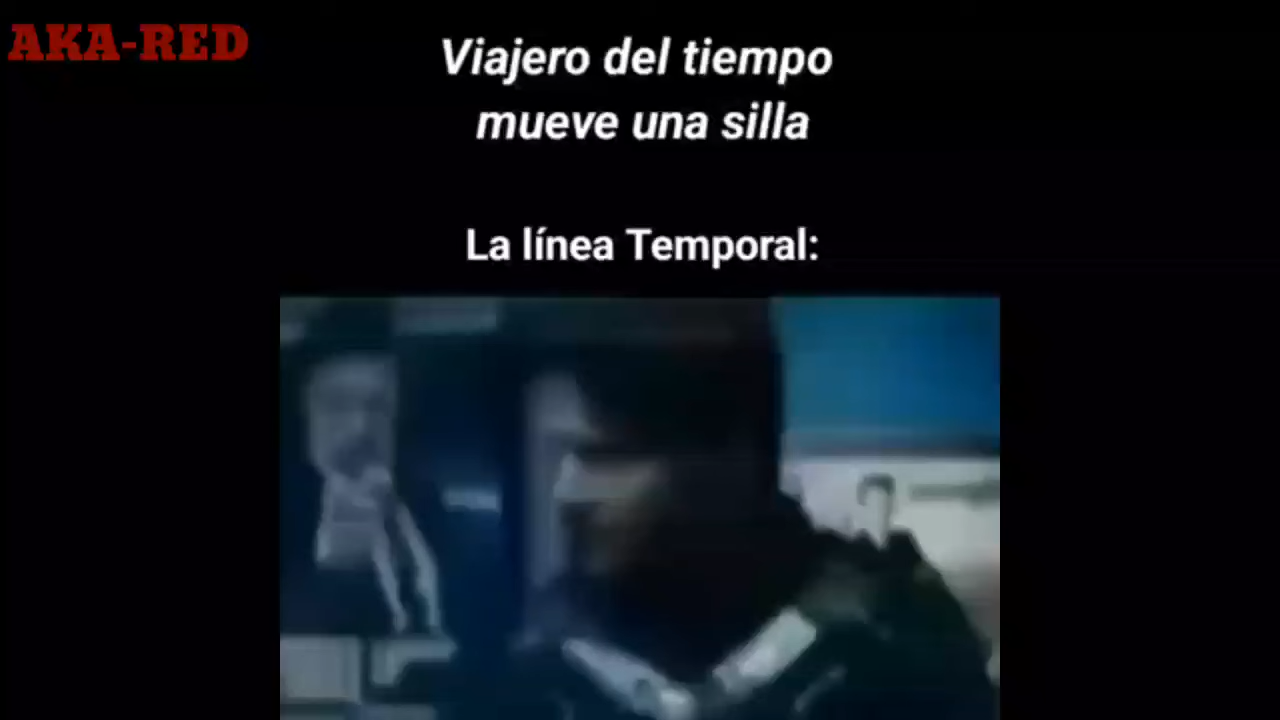 AKA-RED
Viajero del tiempo
mueve una silla
La línea Temporal: